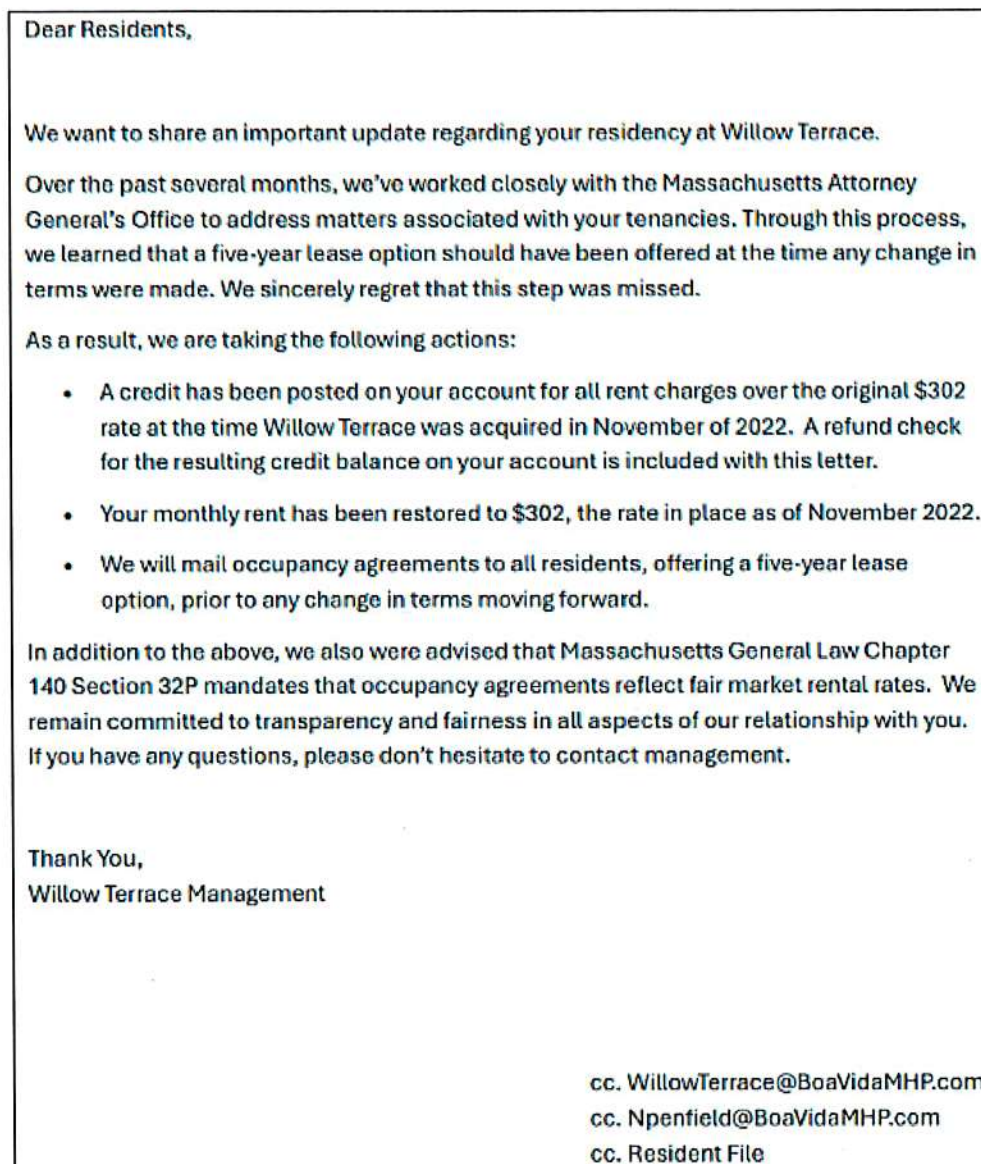 Dear Residents,
We want to share an important update regarding your residency at Willow Terrace.
Over the past several months, we've worked closely with the Massachusetts Attorney
General's Office to address matters associated with your tenancies. Through this process,
we learned that a five-year lease option should have been offered at the time any change in
terms were made. We sincerely regret that this step was missed.
As a result, we are taking the following actions:
• A credit has been posted on your account for all rent charges over the original $302
rate at the time Willow Terrace was acquired in November of 2022. A refund check
for the resulting credit balance on your account is included with this letter.
• Your monthly rent has been restored to $302, the rate in place as of November 2022.
• We will mail occupancy agreements to all residents, offering a five-year lease
option, prior to any change in terms moving forward.
In addition to the above, we also were advised that Massachusetts General Law Chapter
140 Section 32P mandates that occupancy agreements reflect fair market rental rates. We
remain committed to transparency and fairness in all aspects of our relationship with you.
If you have any questions, please don't hesitate to contact management.
Thank You,
Willow Terrace Management
cc. WillowTerrace@BoaVidaMHP.com
cc. Npenfield@BoaVidaMHP.com
cc. Resident File